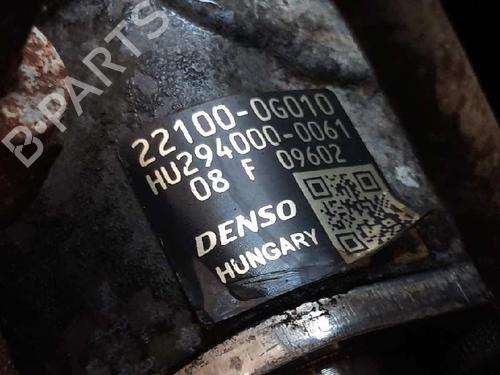 22100-0G010
HU294000-0061
08 F 09602
DENSO
HUNGARY
B-PARTS